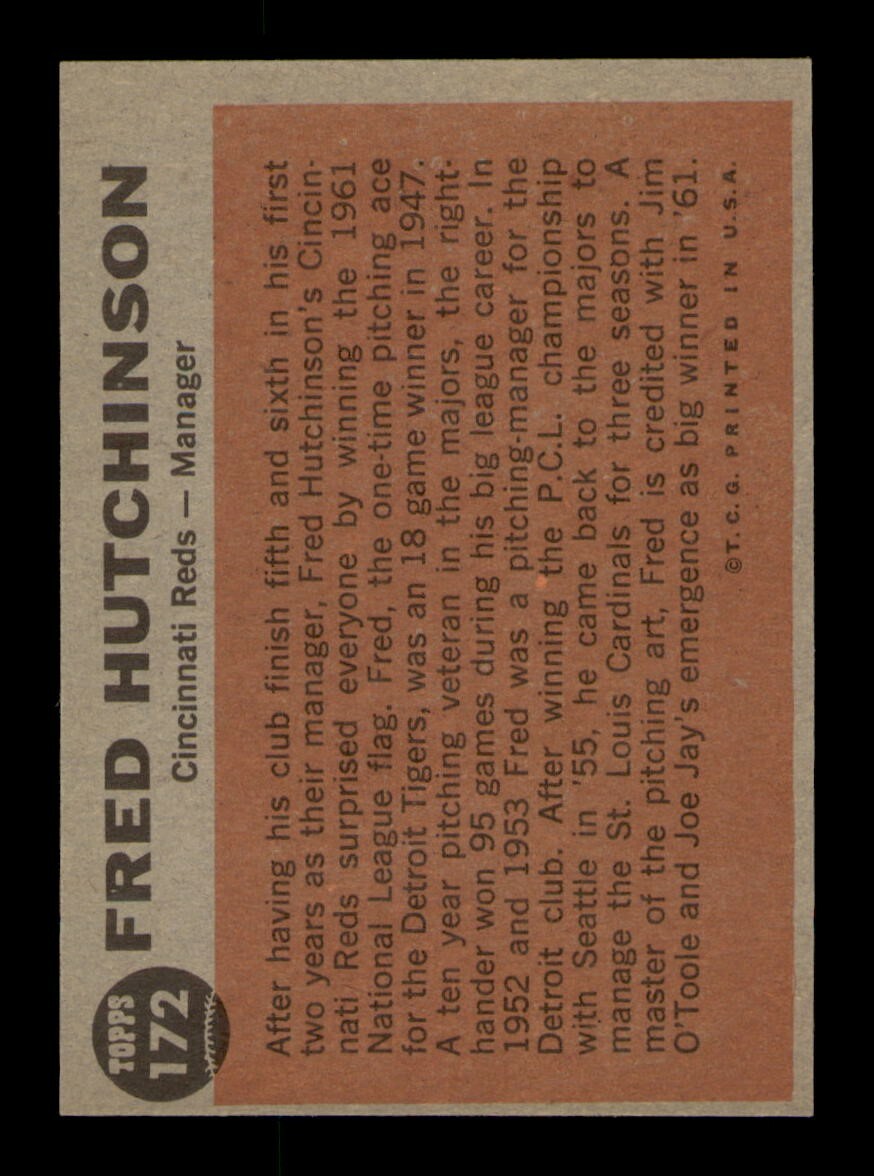 TOPPS
172
FRED HUTCHINSON
Cincinnati Reds — Manager
After having his club finish fifth and sixth in his first
two years as their manager, Fred Hutchinson's Cincin-
nati Reds surprised everyone by winning the 1961
National League flag. Fred, the one-time pitching ace
for the Detroit Tigers, was an 18 game winner in 1947.
A ten year pitching veteran in the majors, the right-
hander won 95 games during his big league career. In
1952 and 1953 Fred was a pitching-manager for the
Detroit club. After winning the P.C.L. championship
with Seattle in '55, he came back to the majors to
manage the St. Louis Cardinals for three seasons. A
master of the pitching art, Fred is credited with Jim
O'Toole and Joe Jay's emergence as big winner in '61.
©T. C. G. PRINTED IN U.S.A.